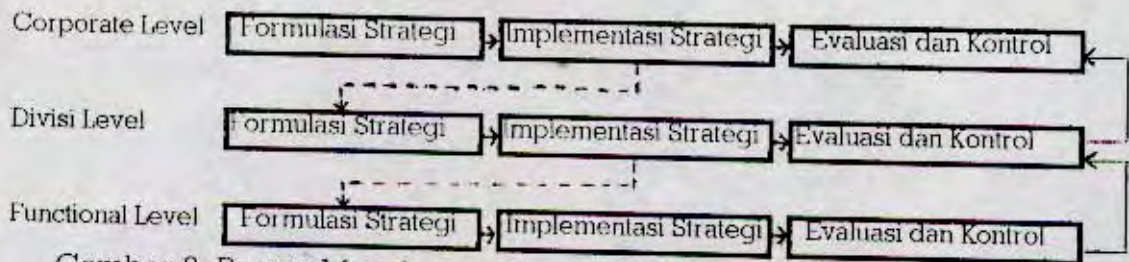 Corporate Level Formulasi Strategi Implementasi Strategi Evaluasi dan Kontrol
Divisi Level Formulasi Strategi Implementasi Strategi Evaluasi dan Kontrol
Functional Level Formulasi Strategi Implementasi Strategi Evaluasi dan Kontrol
Gambar